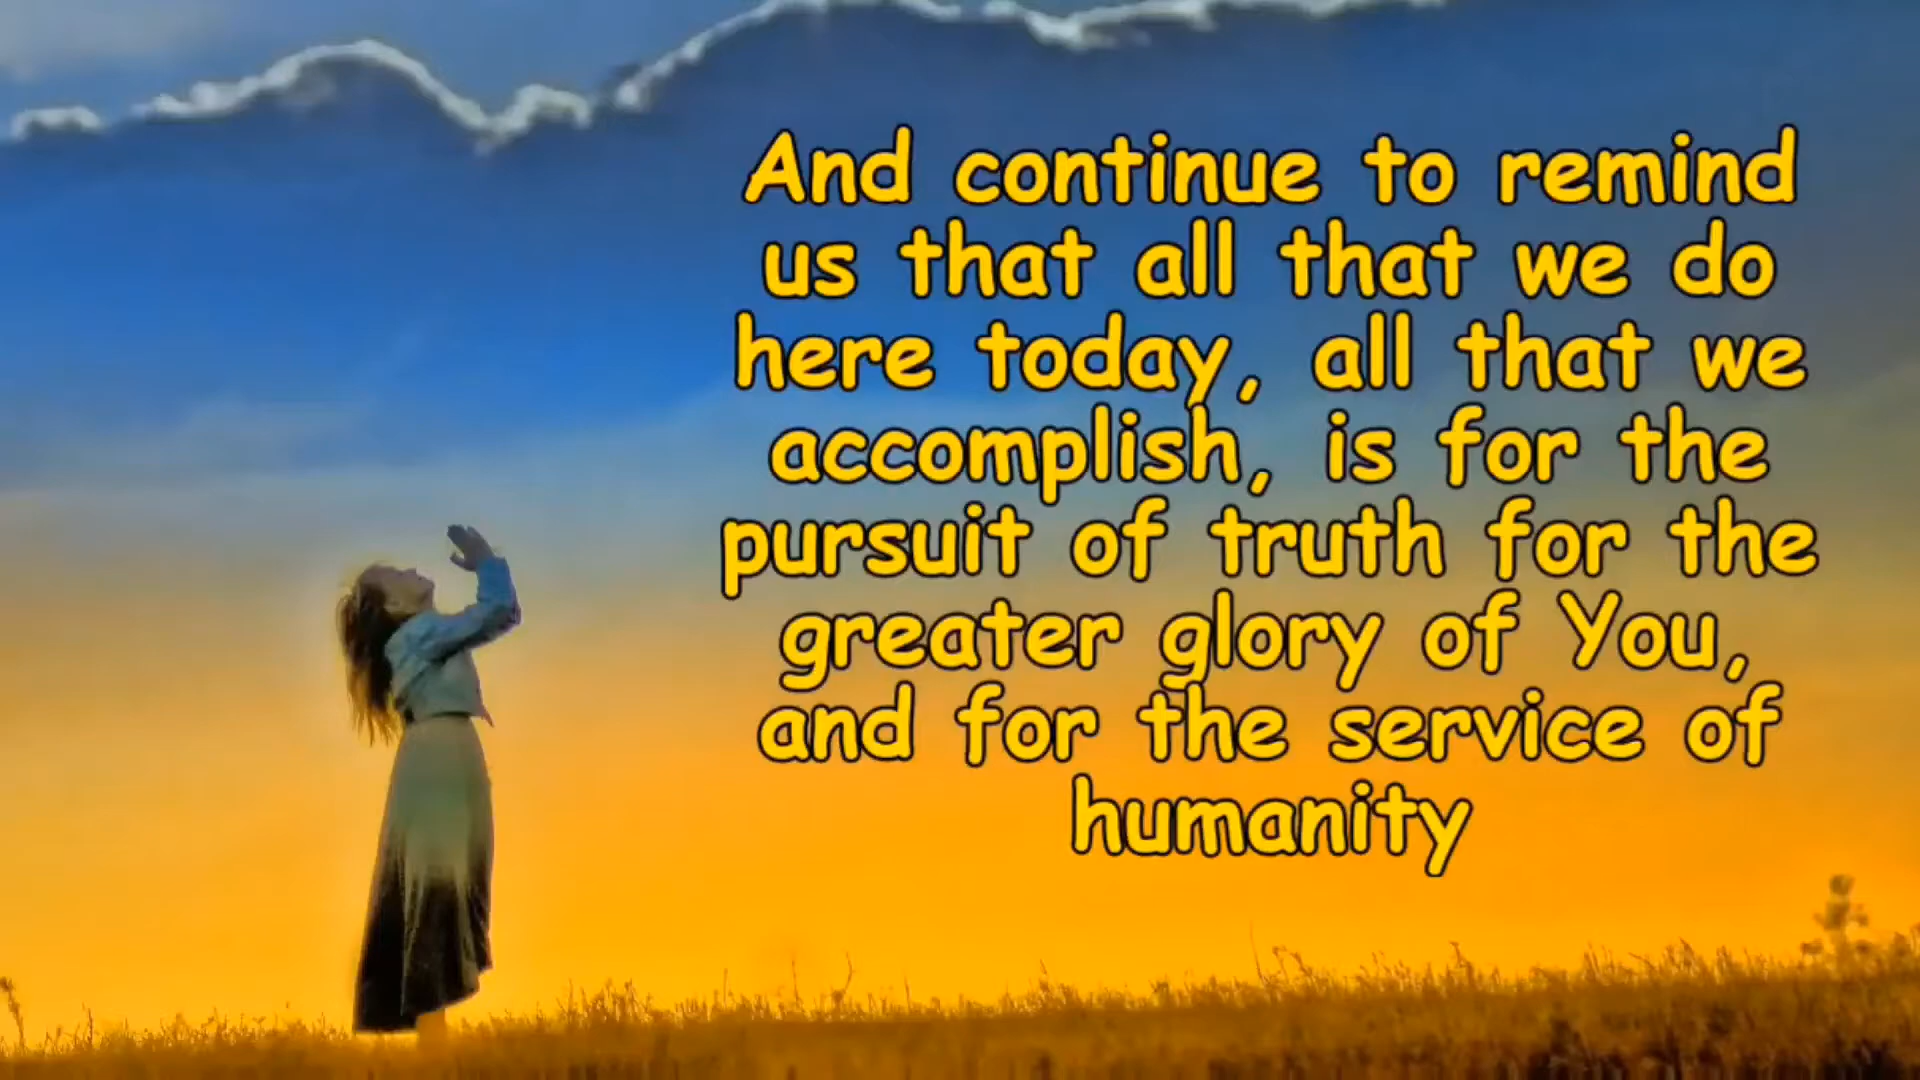 And continue to remind
us that all that we do
here today, all that we
accomplish, is for the
pursuit of truth for the
greater glory of You,
and for the service of
humanity